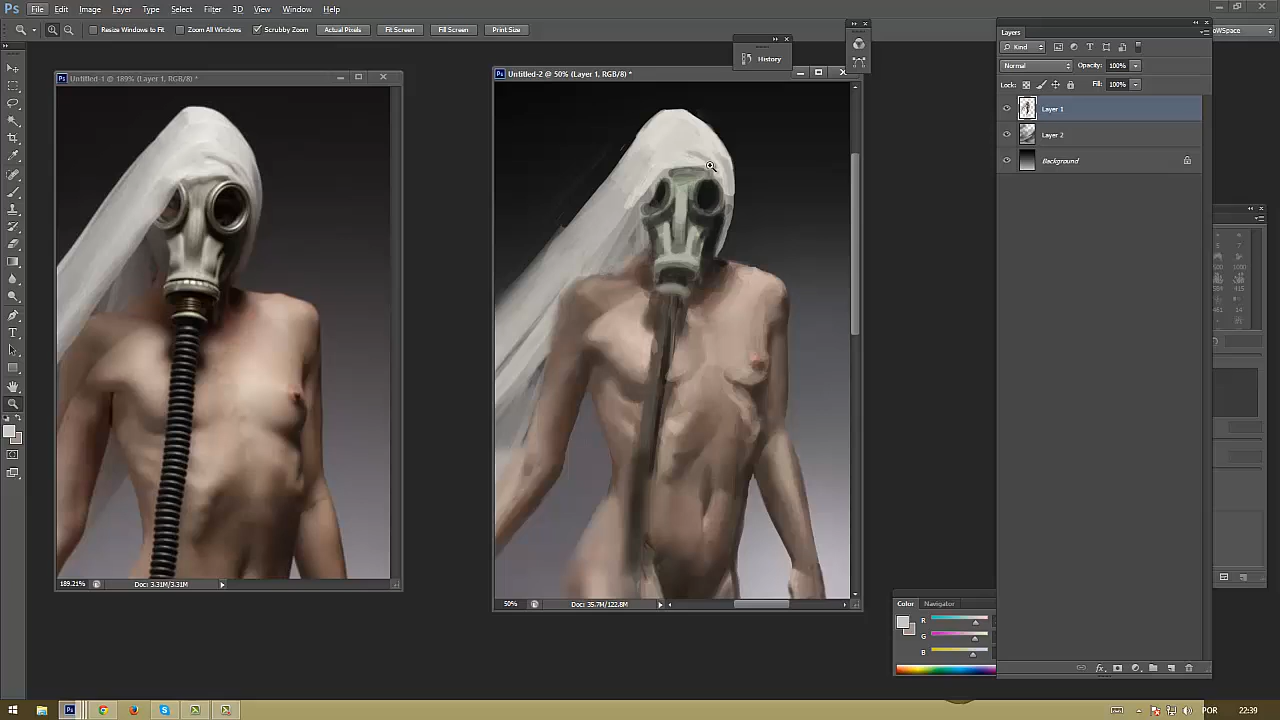 Ps File Edit Image Layer Type Select Filter 3D View Window Help
Resize Windows to Fit Zoom All Windows Scrubby Zoom Actual Pixels Fit Screen Fill Screen Print Size
Untitled-1 @ 189% (Layer 1, RGB/8) *
Untitled-2 @ 50% (Layer 1, RGB/8) *
History
Layers
Kind
Normal Opacity: 100%
Lock: Fill: 100%
Layer 1
Layer 2
Background
189.21% Doc: 3.31M/3.31M
50% Doc: 35.7M/122.8M
Color Navigator
R
G
B
POR 22:39